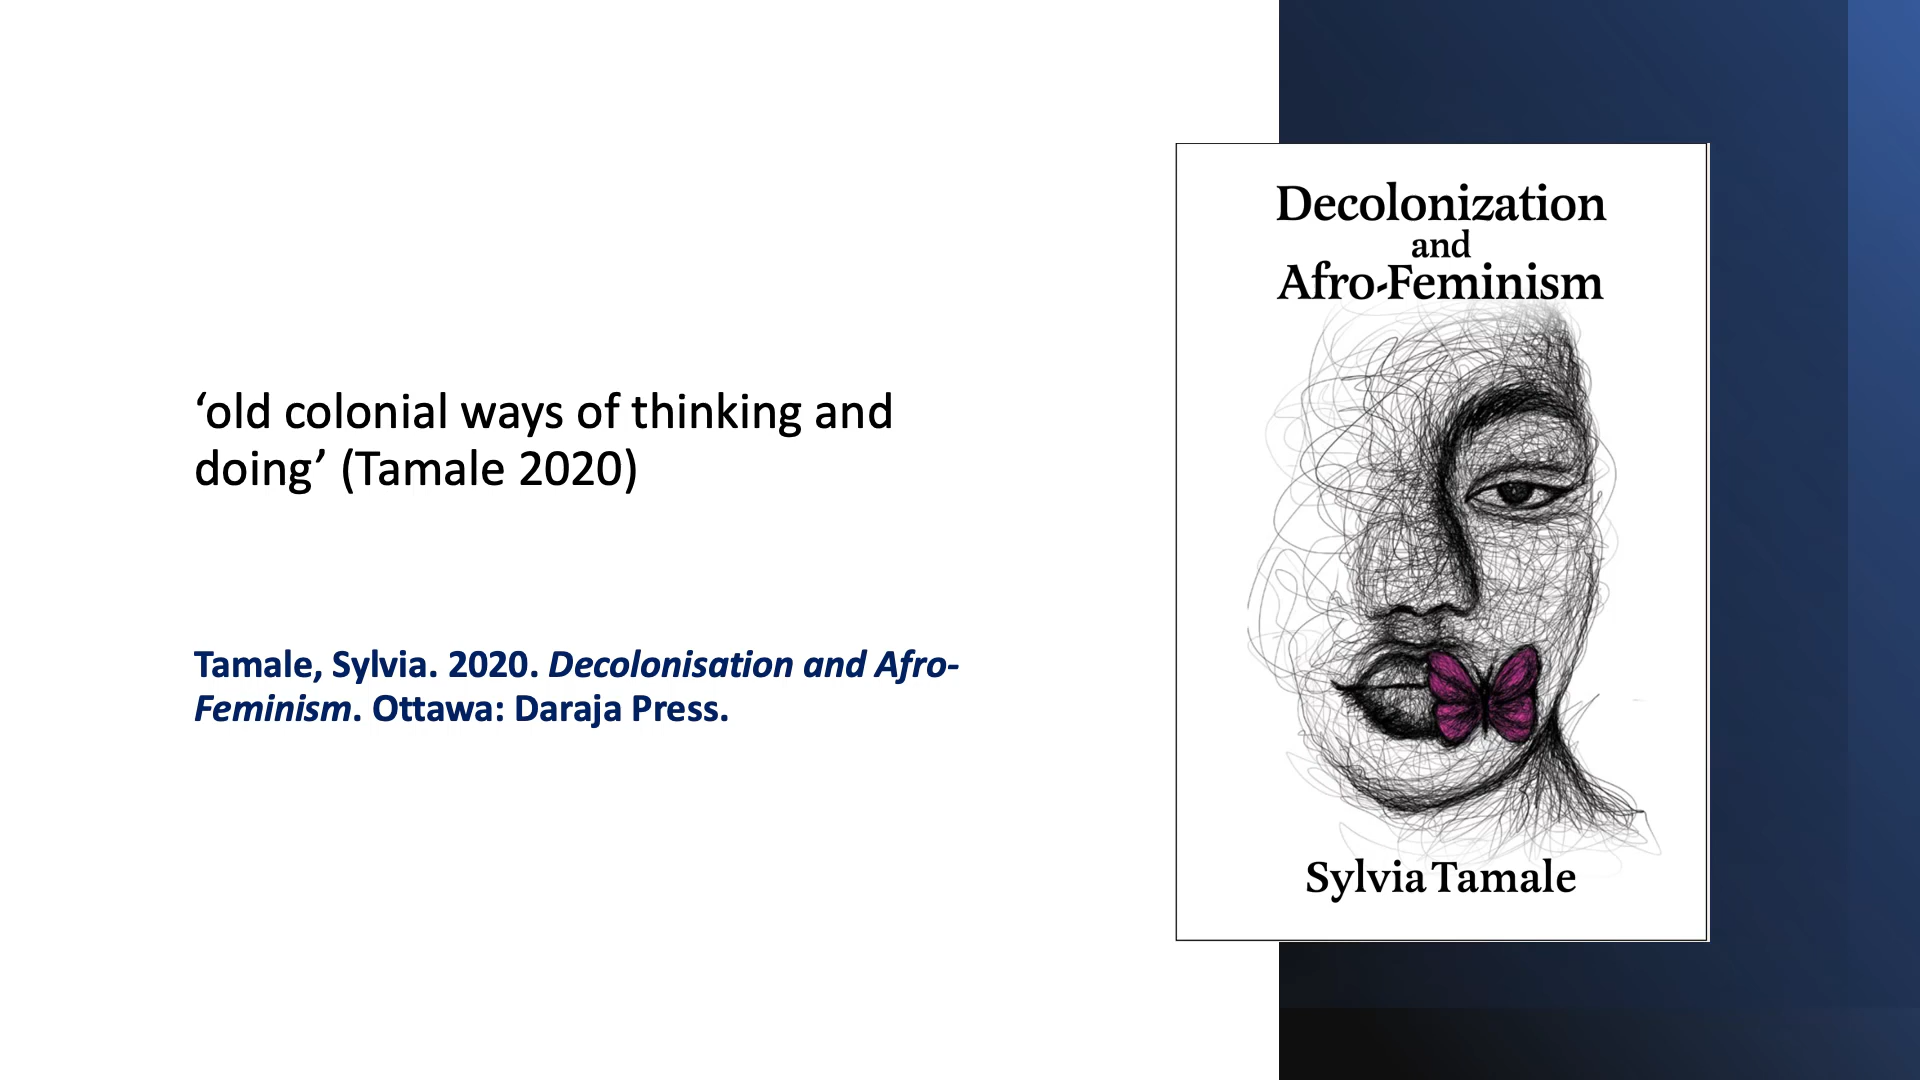 ‘old colonial ways of thinking and
doing’ (Tamale 2020)
Tamale, Sylvia. 2020. Decolonisation and Afro-
Feminism. Ottawa: Daraja Press.
Decolonization
and
Afro-Feminism
Sylvia Tamale